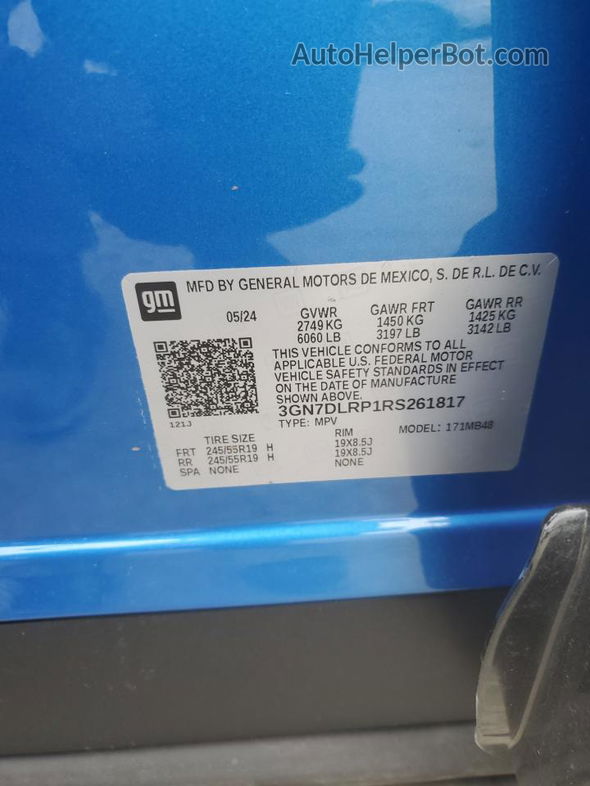 AutoHelperBot.com
gm
MFD BY GENERAL MOTORS DE MEXICO, S. DE R.L. DE C.V.
05/24 GVWR GAWR FRT GAWR RR
2749 KG 1450 KG 1425 KG
6060 LB 3197 LB 3142 LB
THIS VEHICLE CONFORMS TO ALL
APPLICABLE U.S. FEDERAL MOTOR
VEHICLE SAFETY STANDARDS IN EFFECT
ON THE DATE OF MANUFACTURE
SHOWN ABOVE.
3GN7DLRP1RS261817
TYPE: MPV MODEL: 171MB48
121J
TIRE SIZE RIM
FRT 245/55R19 H 19X8.5J
RR 245/55R19 H 19X8.5J
SPA NONE NONE